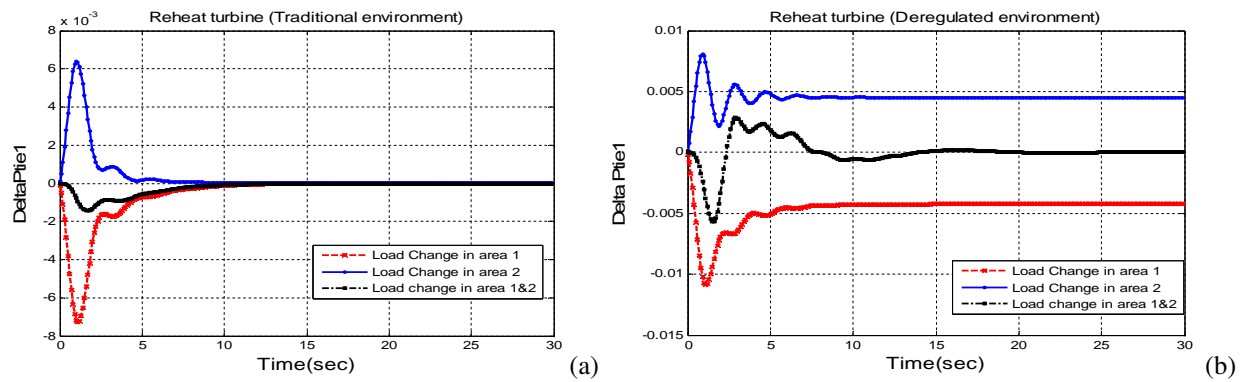 Reheat turbine (Traditional environment)
8 x 10⁻³
6
4
2
0
-2
-4
-6
-8
DeltaPtie1
0 5 10 15 20 25 30
Time(sec)
Load Change in area 1
Load Change in area 2
Load change in area 1&2
(a)
Reheat turbine (Deregulated environment)
0.01
0.005
0
-0.005
-0.01
-0.015
Delta Ptie1
0 5 10 15 20 25 30
Time(sec)
Load Change in area 1
Load Change in area 2
Load change in area 1&2
(b)